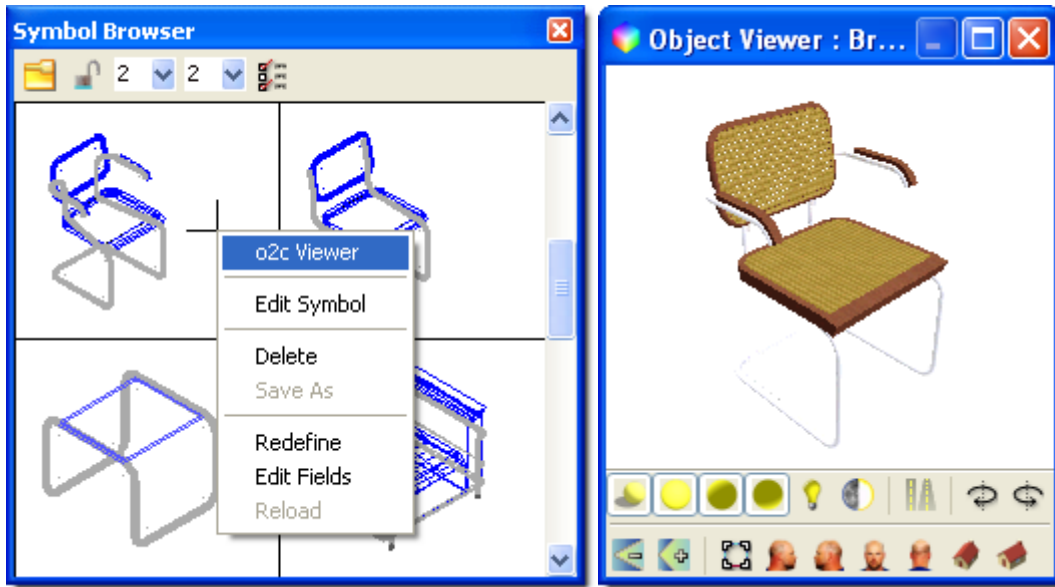 Symbol Browser
2 2
o2c Viewer
Edit Symbol
Delete
Save As
Redefine
Edit Fields
Reload
Object Viewer : Br...